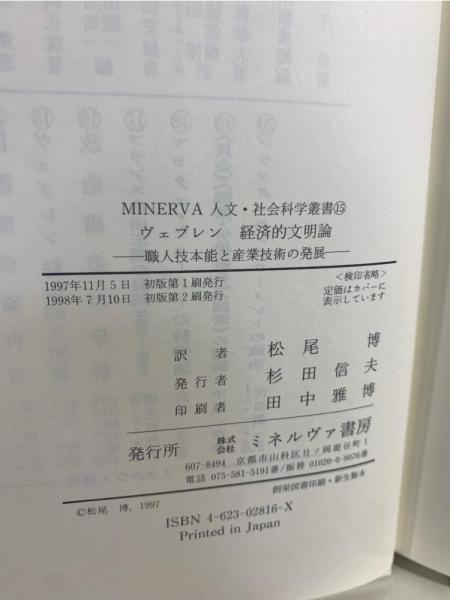 MINERVA 人文・社会科学叢書⑮
ヴェブレン 経済的文明論
──職人技本能と産業技術の発展──
1997年11月5日 初版第1刷発行
1998年7月10日 初版第2刷発行
〈検印省略〉
定価はカバーに
表示しています
訳者 松尾 博
発行者 杉田信夫
印刷者 田中雅博
発行所 株式会社 ミネルヴァ書房
607-8494 京都市山科区日ノ岡堤谷町1
電話 075-581-5191番/振替 01020-0-8076番
©松尾 博, 1997
創栄図書印刷・新生製本
ISBN 4-623-02816-X
Printed in Japan